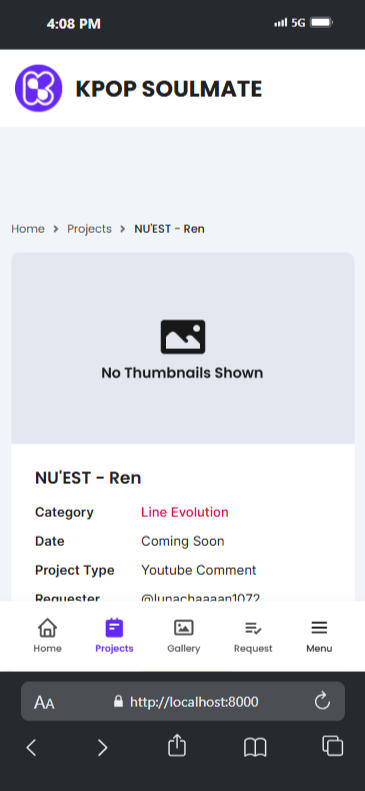 4:08 PM
5G
KPOP SOULMATE
Home > Projects > NU'EST - Ren
No Thumbnails Shown
NU'EST - Ren
Category Line Evolution
Date Coming Soon
Project Type Youtube Comment
Requester @lunachaaaan1072
Home Projects Gallery Request Menu
AA http://localhost:8000